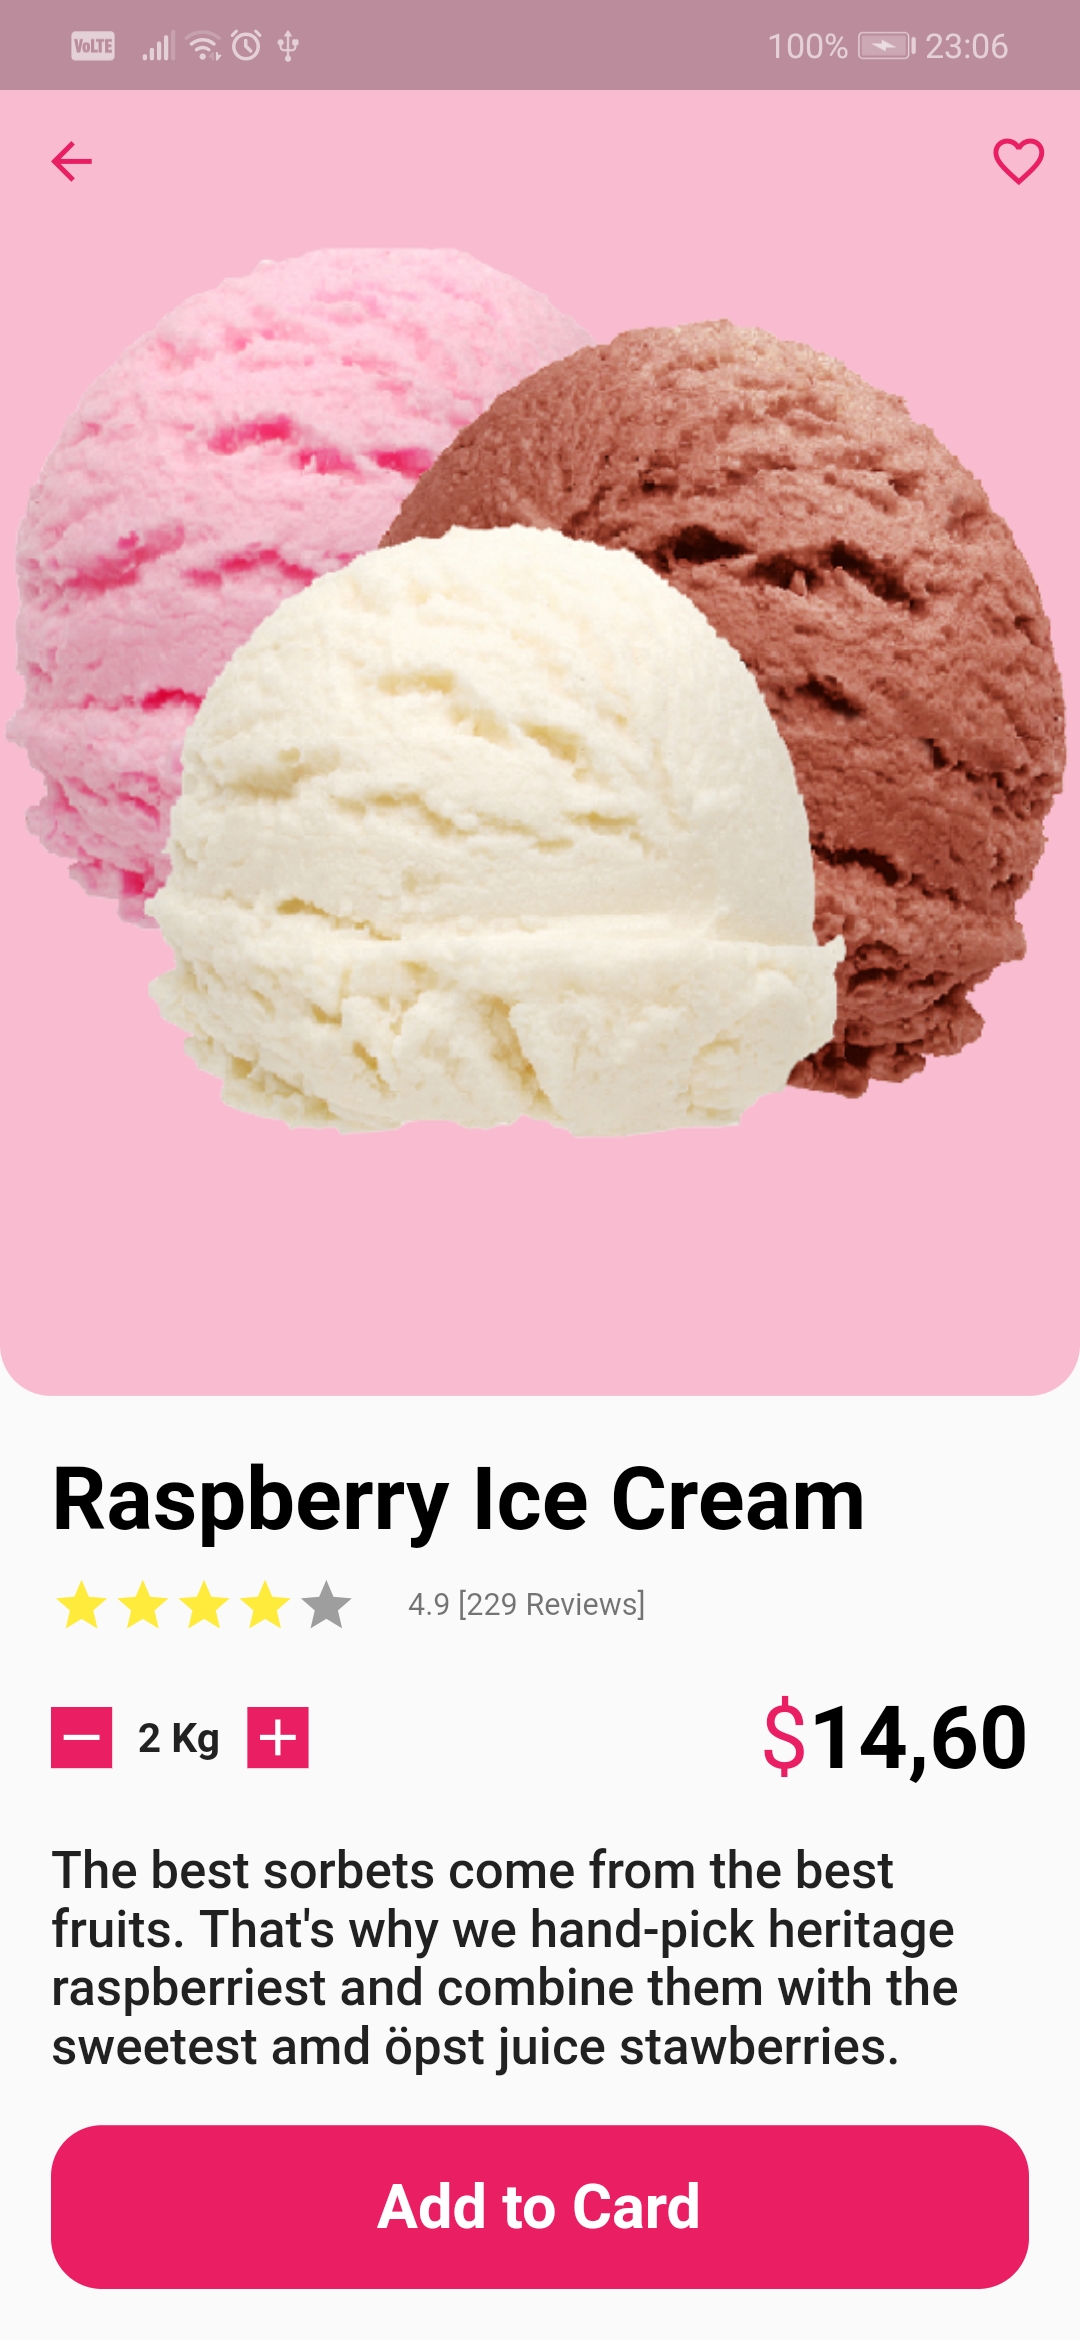 VoLTE 100% 23:06
Raspberry Ice Cream
4.9 [229 Reviews]
2 Kg $14,60
The best sorbets come from the best
fruits. That's why we hand-pick heritage
raspberriest and combine them with the
sweetest amd öpst juice stawberries.
Add to Card